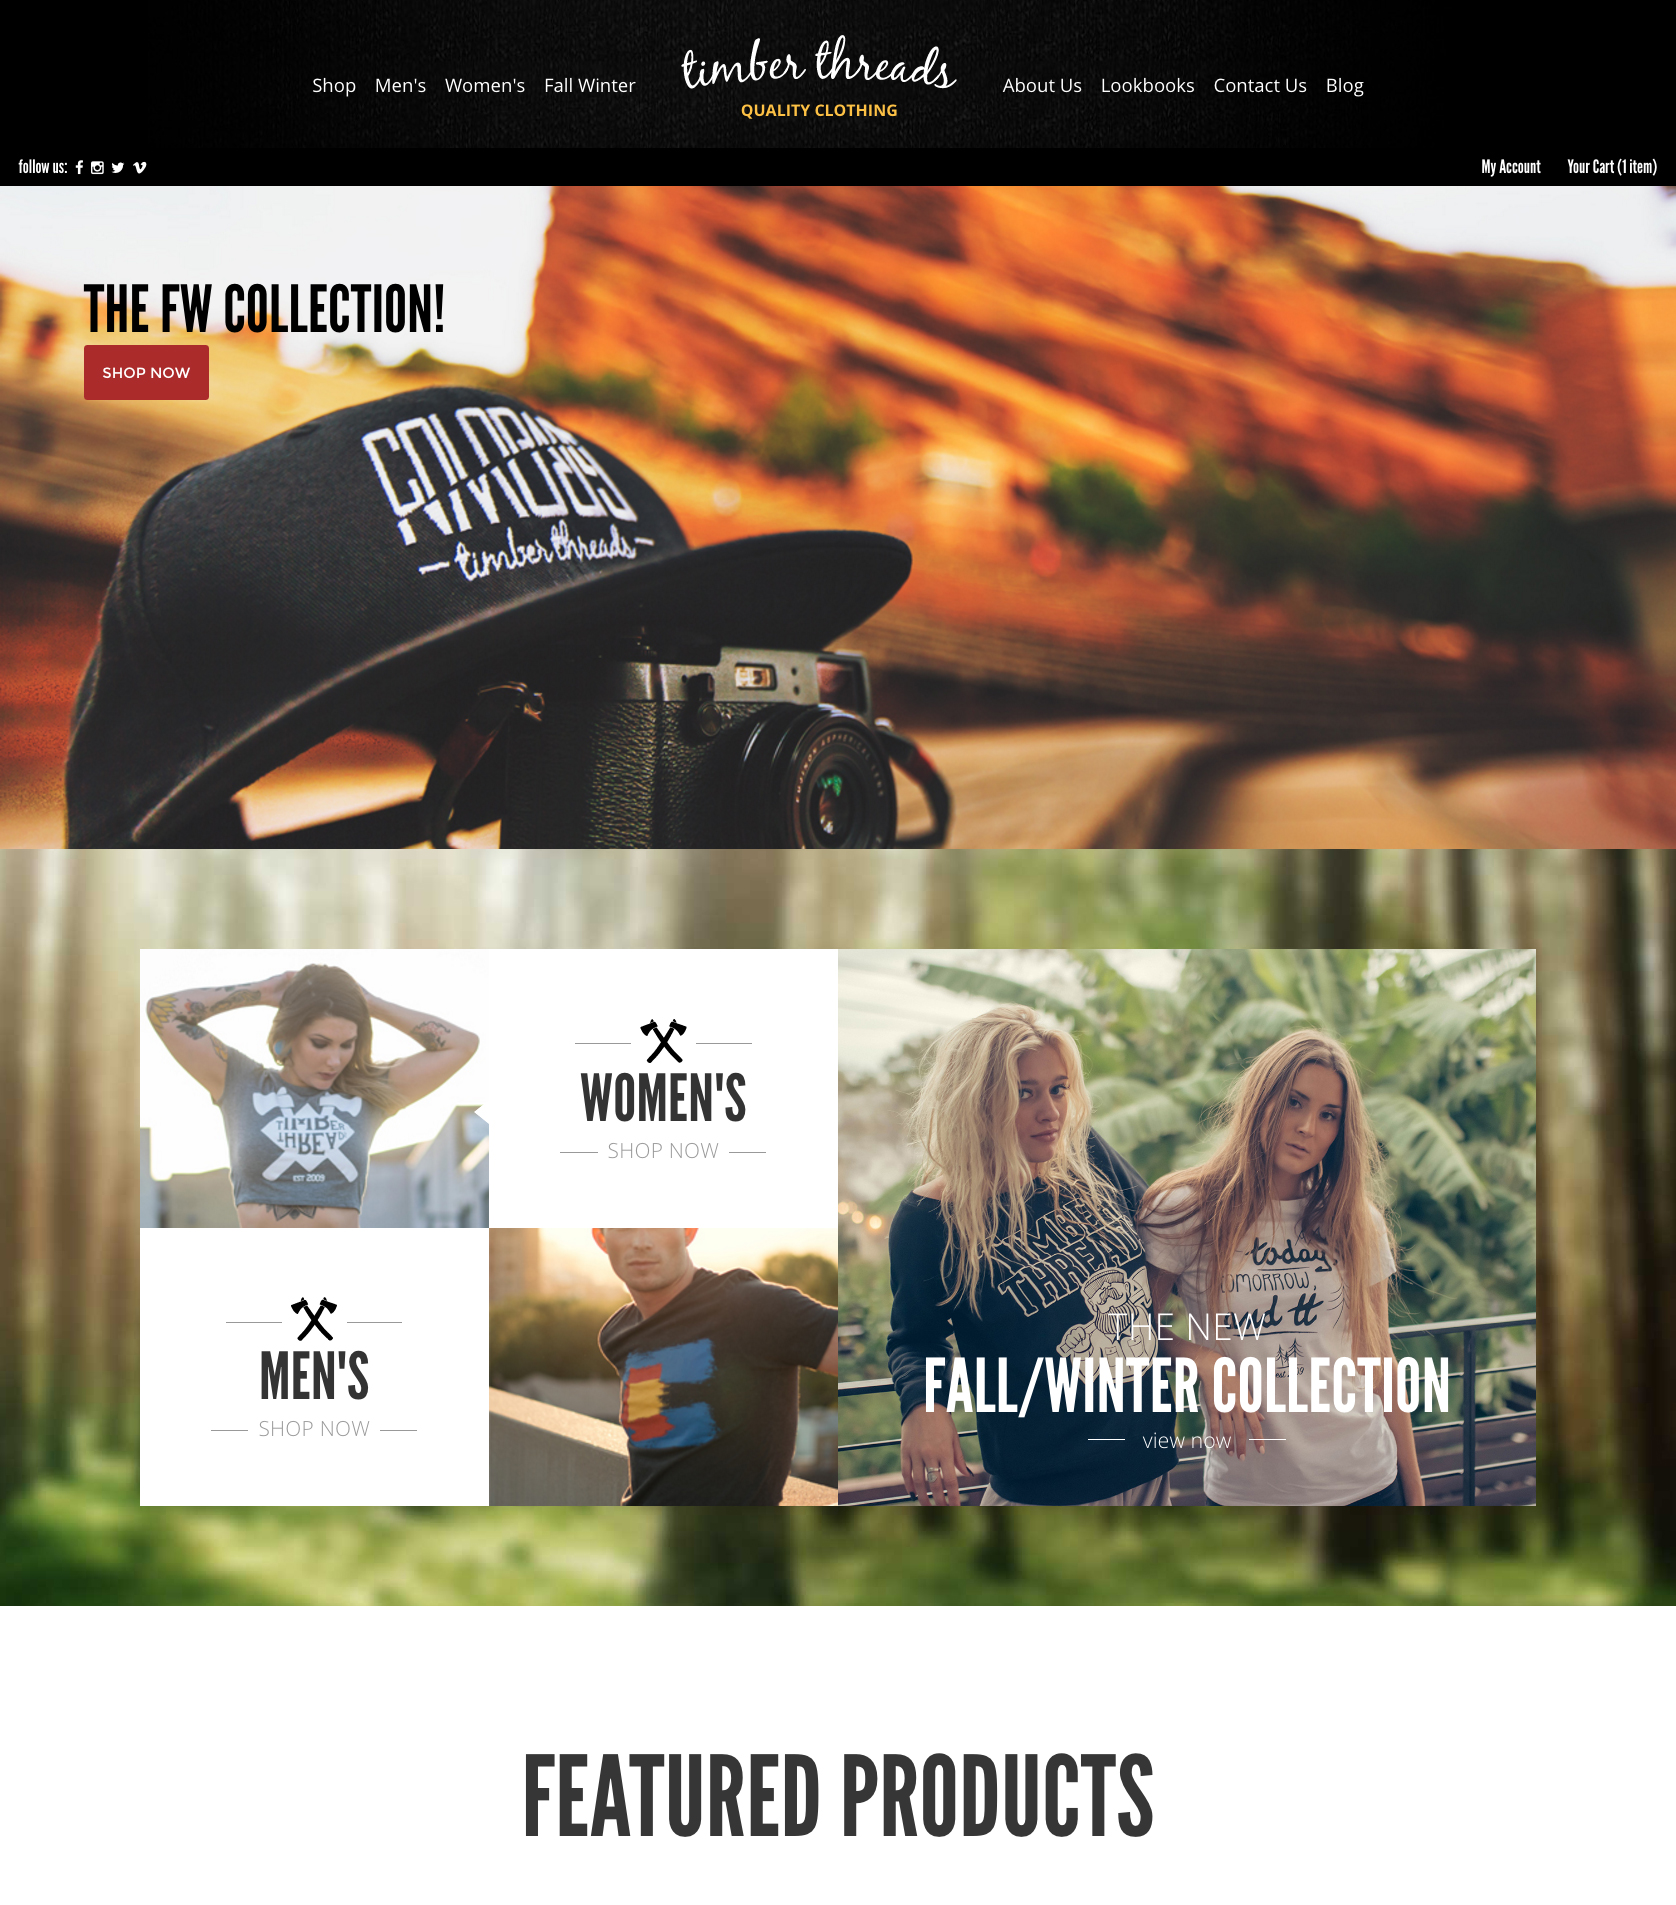 Shop Men's Women's Fall Winter
timber threads
QUALITY CLOTHING
About Us Lookbooks Contact Us Blog
follow us:
My Account Your Cart (1 item)
THE FW COLLECTION!
SHOP NOW
timber threads
WOMEN'S
SHOP NOW
TIMBER
THREADS
EST 2009
MEN'S
SHOP NOW
TIMBER
THREADS
today
TOMORROW
THE NEW
FALL/WINTER COLLECTION
view now
FEATURED PRODUCTS